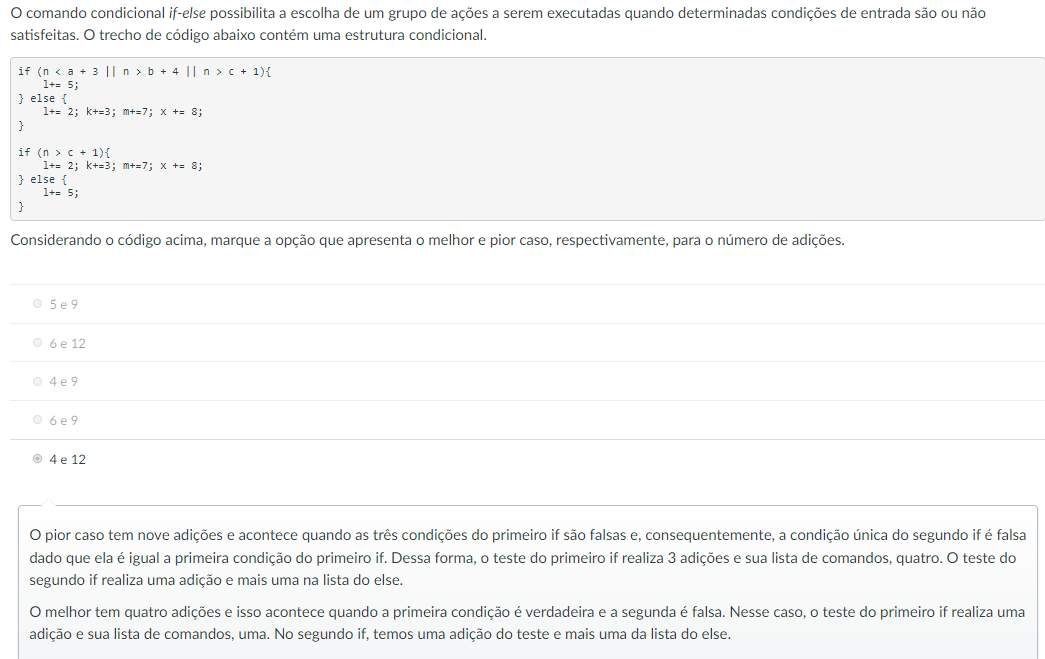 O comando condicional if-else possibilita a escolha de um grupo de ações a serem executadas quando determinadas condições de entrada são ou não
satisfeitas. O trecho de código abaixo contém uma estrutura condicional.
if (n < a + 3 || n > b + 4 || n > c + 1){
    l+= 5;
} else {
    l+= 2; k+=3; m+=7; x += 8;
}
if (n > c + 1){
    l+= 2; k+=3; m+=7; x += 8;
} else {
    l+= 5;
}
Considerando o código acima, marque a opção que apresenta o melhor e pior caso, respectivamente, para o número de adições.
5 e 9
6 e 12
4 e 9
6 e 9
4 e 12
O pior caso tem nove adições e acontece quando as três condições do primeiro if são falsas e, consequentemente, a condição única do segundo if é falsa
dado que ela é igual a primeira condição do primeiro if. Dessa forma, o teste do primeiro if realiza 3 adições e sua lista de comandos, quatro. O teste do
segundo if realiza uma adição e mais uma na lista do else.
O melhor tem quatro adições e isso acontece quando a primeira condição é verdadeira e a segunda é falsa. Nesse caso, o teste do primeiro if realiza uma
adição e sua lista de comandos, uma. No segundo if, temos uma adição do teste e mais uma da lista do else.